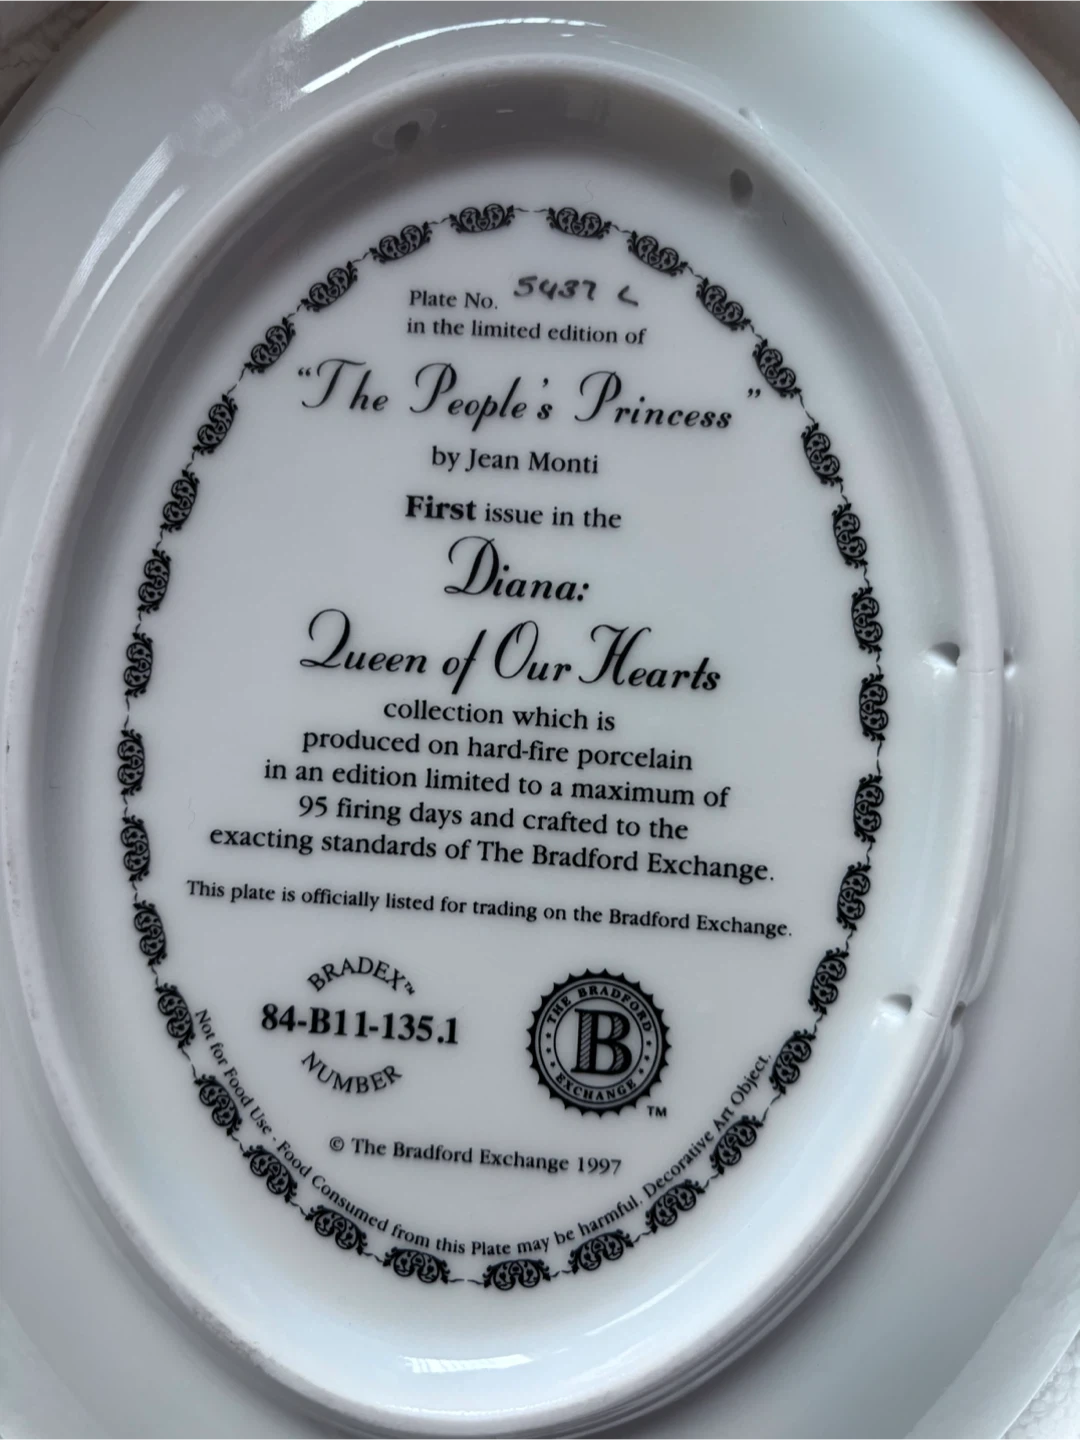 Plate No. 5437 L
in the limited edition of
“The People's Princess”
by Jean Monti
First issue in the
Diana:
Queen of Our Hearts
collection which is
produced on hard-fire porcelain
in an edition limited to a maximum of
95 firing days and crafted to the
exacting standards of The Bradford Exchange.
This plate is officially listed for trading on the Bradford Exchange.
BRADEX™
84-B11-135.1
NUMBER
THE BRADFORD
B
EXCHANGE
TM
© The Bradford Exchange 1997
Not for Food Use - Food Consumed from this Plate may be harmful. Decorative Art Object.